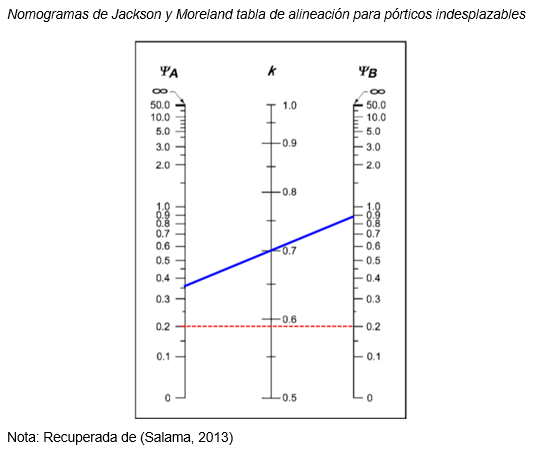 Nomogramas de Jackson y Moreland tabla de alineación para pórticos indesplazables
ΨA k ΨB
∞ ∞
50.0 1.0 50.0
10.0 10.0
5.0 5.0
3.0 0.9 3.0
2.0 2.0
0.8
1.0 1.0
0.9 0.9
0.8 0.8
0.7 0.7
0.6 0.7 0.6
0.5 0.5
0.4 0.4
0.3 0.3
0.6
0.2 0.2
0.1 0.1
0 0.5 0
Nota: Recuperada de (Salama, 2013)